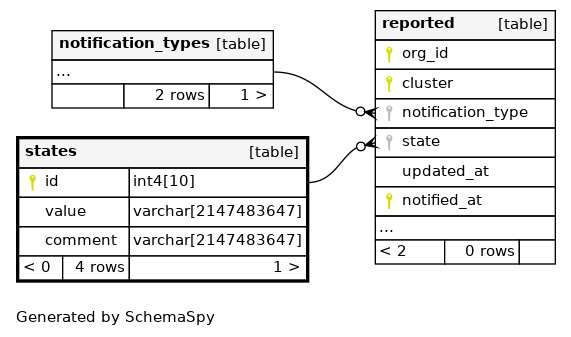 notification_types [table]
...
2 rows 1 >
states [table]
id int4[10]
value varchar[2147483647]
comment varchar[2147483647]
< 0 4 rows 1 >
reported [table]
org_id
cluster
notification_type
state
updated_at
notified_at
...
< 2 0 rows
Generated by SchemaSpy